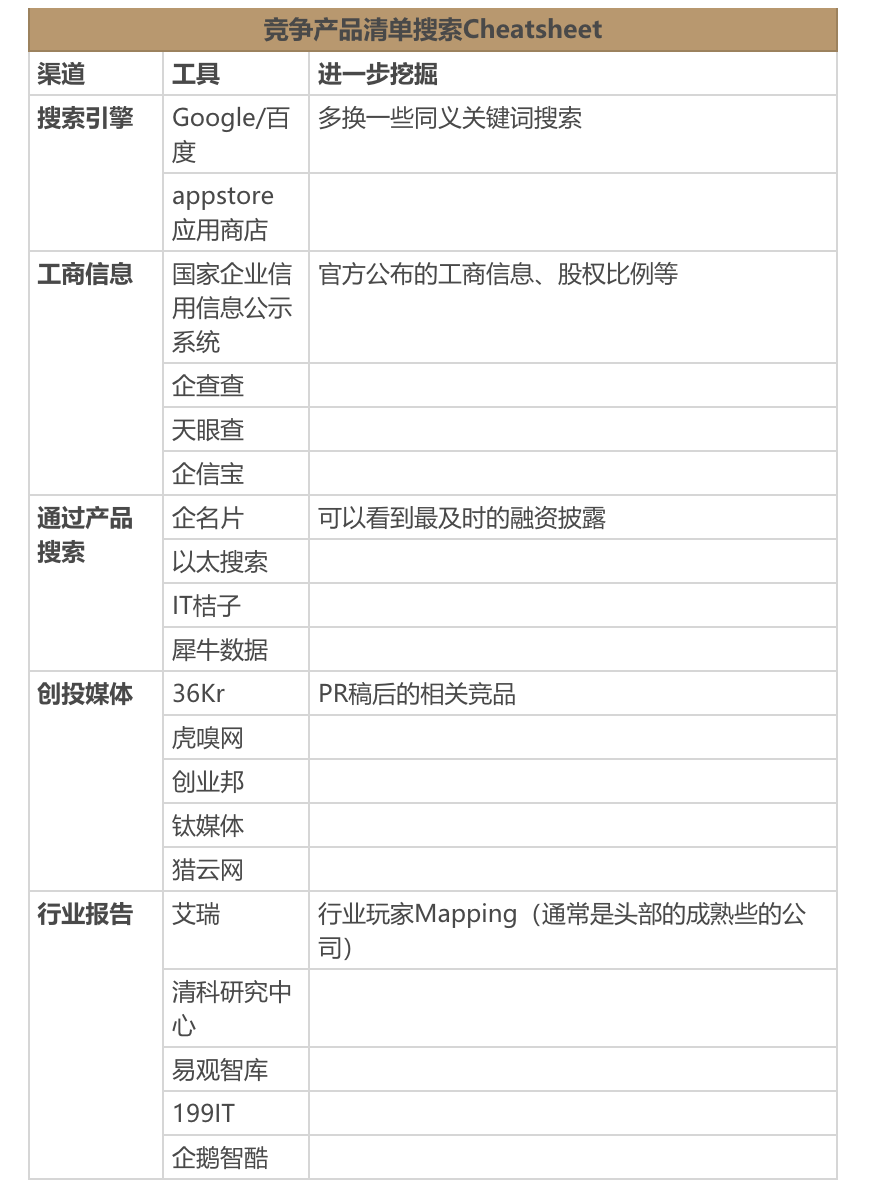 竞争产品清单搜索Cheatsheet
渠道 工具 进一步挖掘
搜索引擎 Google/百 多换一些同义关键词搜索
度
appstore
应用商店
工商信息 国家企业信 官方公布的工商信息、股权比例等
用信息公示
系统
企查查
天眼查
企信宝
通过产品 企名片 可以看到最及时的融资披露
搜索 以太搜索
IT桔子
犀牛数据
创投媒体 36Kr PR稿后的相关竞品
虎嗅网
创业邦
钛媒体
猎云网
行业报告 艾瑞 行业玩家Mapping（通常是头部的成熟些的公
司）
清科研究中
心
易观智库
199IT
企鹅智酷